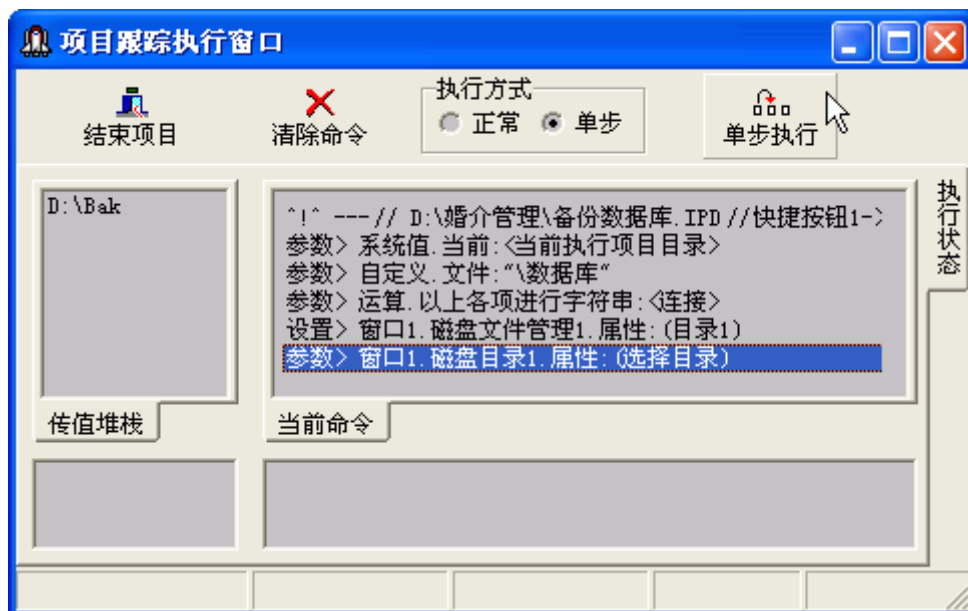 项目跟踪执行窗口
结束项目
清除命令
执行方式
正常 单步
单步执行
D:\Bak
^!^ ---// D:\婚介管理\备份数据库.IPD //快捷按钮1->
参数> 系统值.当前:<当前执行项目目录>
参数> 自定义.文件:"\数据库"
参数> 运算.以上各项进行字符串:<连接>
设置> 窗口1.磁盘文件管理1.属性:(目录1)
参数> 窗口1.磁盘目录1.属性:(选择目录)
执行状态
传值堆栈
当前命令